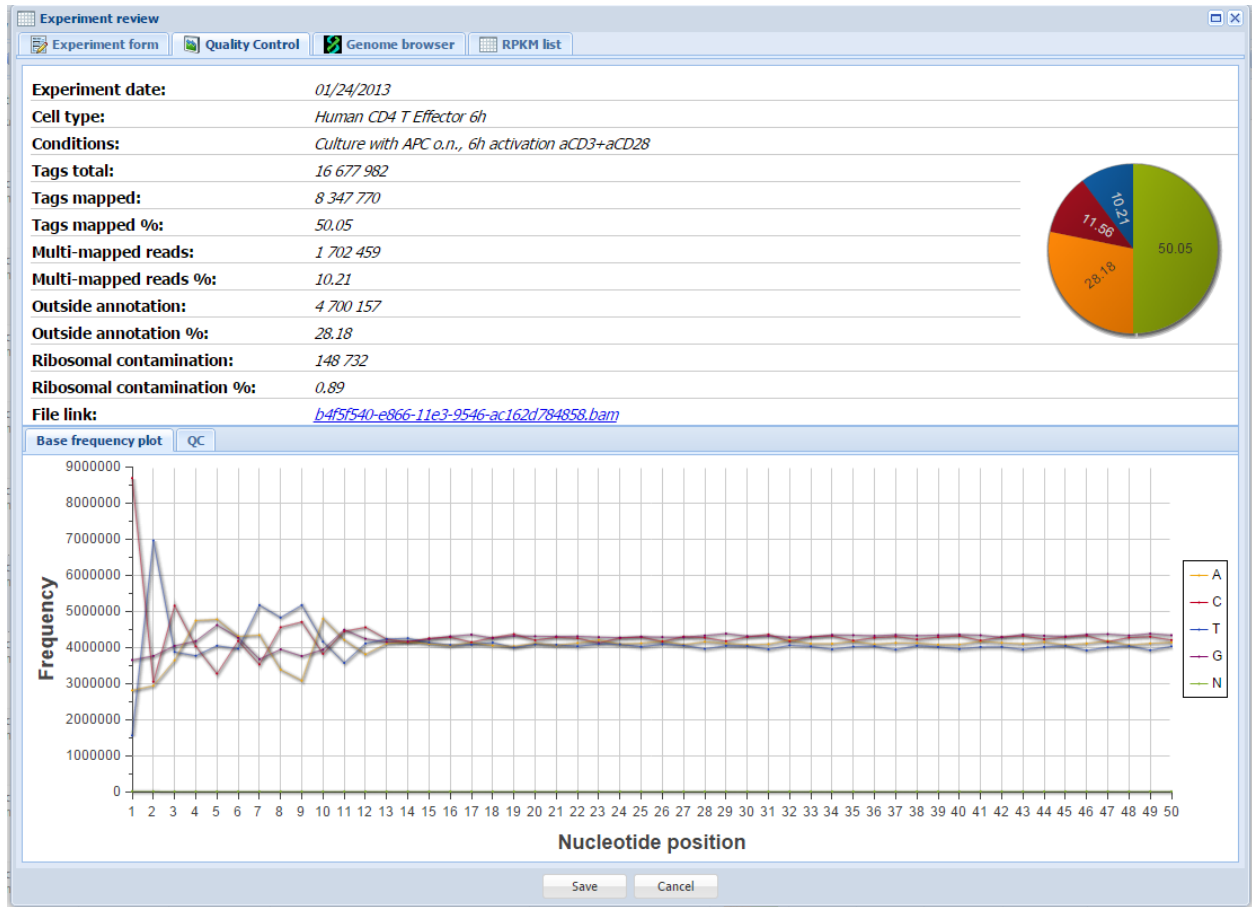 Experiment review
Experiment form Quality Control Genome browser RPKM list
Experiment date: 01/24/2013
Cell type: Human CD4 T Effector 6h
Conditions: Culture with APC o.n., 6h activation aCD3+aCD28
Tags total: 16 677 982
Tags mapped: 8 347 770
Tags mapped %: 50.05
Multi-mapped reads: 1 702 459
Multi-mapped reads %: 10.21
Outside annotation: 4 700 157
Outside annotation %: 28.18
Ribosomal contamination: 148 732
Ribosomal contamination %: 0.89
File link: b4f5f540-e866-11e3-9546-ac162d784858.bam
10.21
11.56
50.05
28.18
Base frequency plot QC
9000000
8000000
7000000
6000000
5000000
4000000
3000000
2000000
1000000
0
Frequency
1 2 3 4 5 6 7 8 9 10 11 12 13 14 15 16 17 18 19 20 21 22 23 24 25 26 27 28 29 30 31 32 33 34 35 36 37 38 39 40 41 42 43 44 45 46 47 48 49 50
Nucleotide position
A
C
T
G
N
Save Cancel